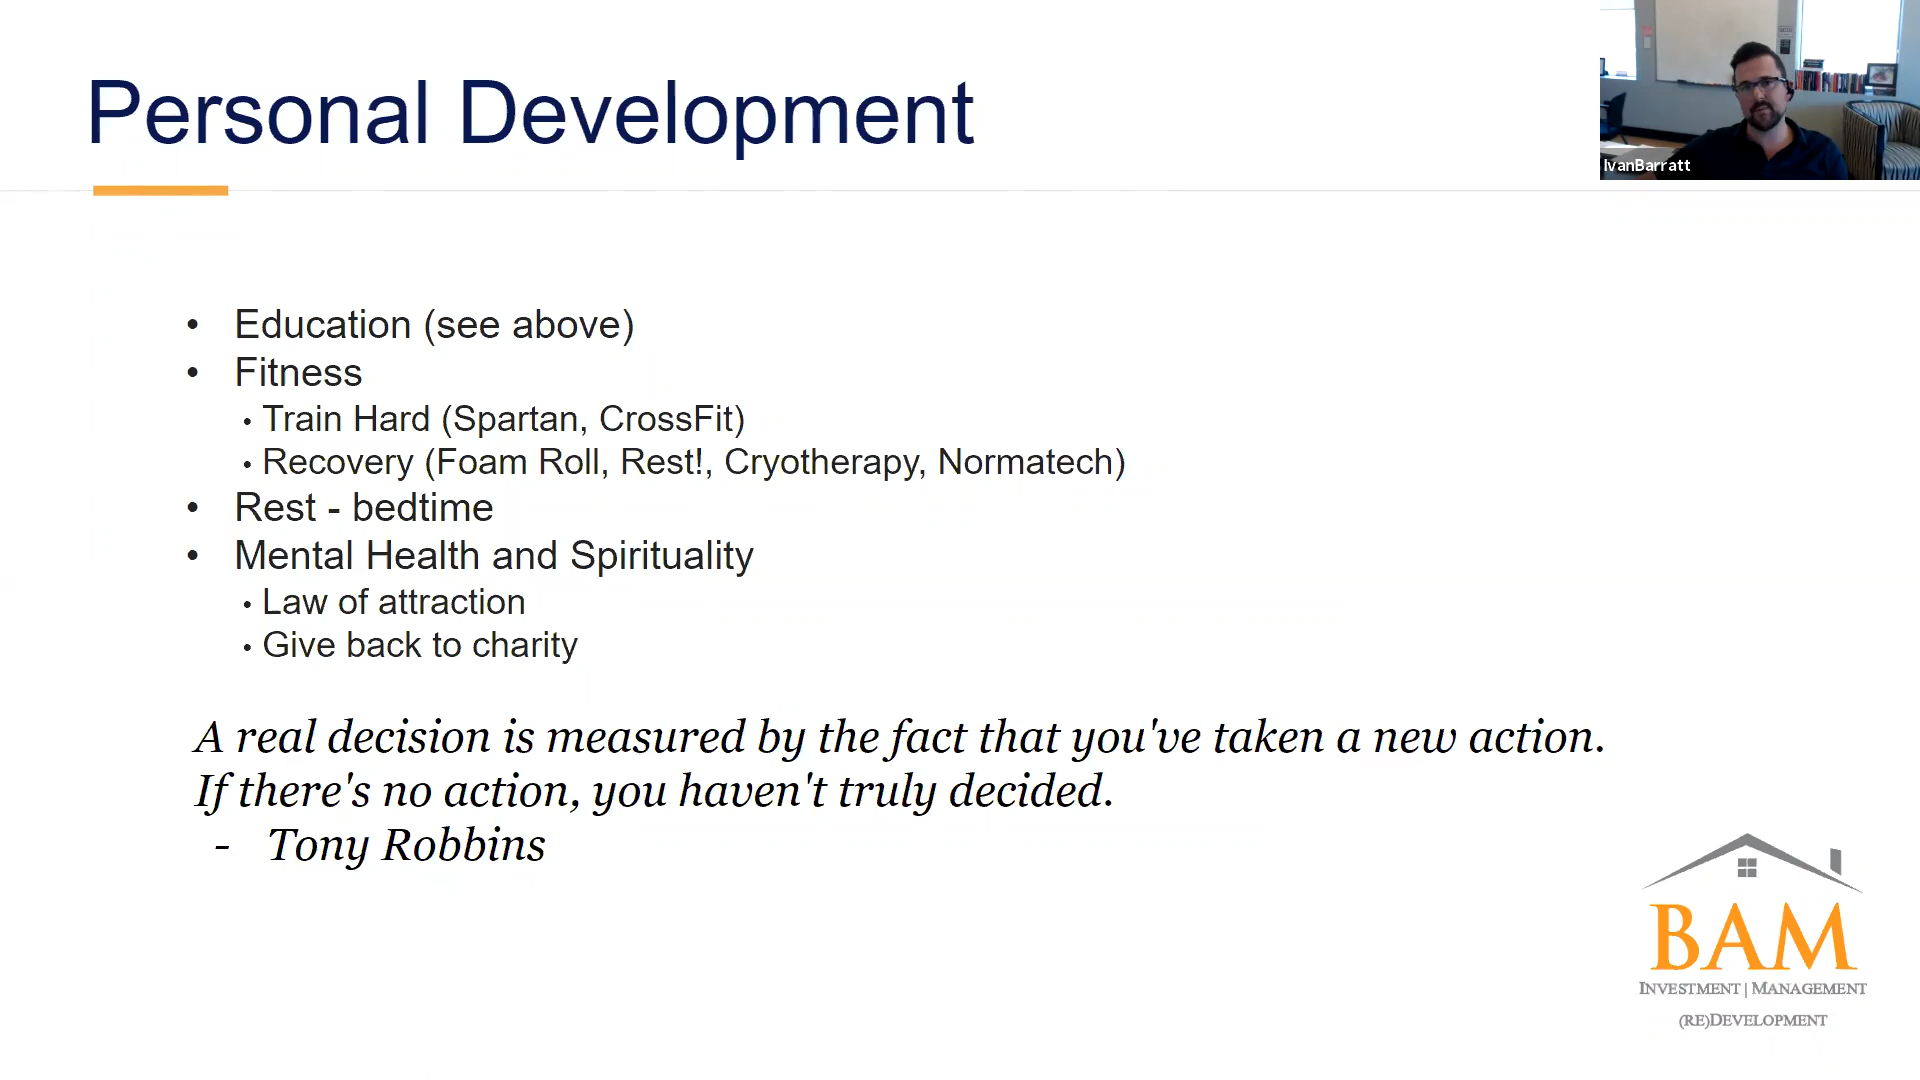 Personal Development
IvanBarratt
• Education (see above)
• Fitness
• Train Hard (Spartan, CrossFit)
• Recovery (Foam Roll, Rest!, Cryotherapy, Normatech)
• Rest - bedtime
• Mental Health and Spirituality
• Law of attraction
• Give back to charity
A real decision is measured by the fact that you've taken a new action.
If there's no action, you haven't truly decided.
- Tony Robbins
BAM
INVESTMENT | MANAGEMENT
(RE)DEVELOPMENT